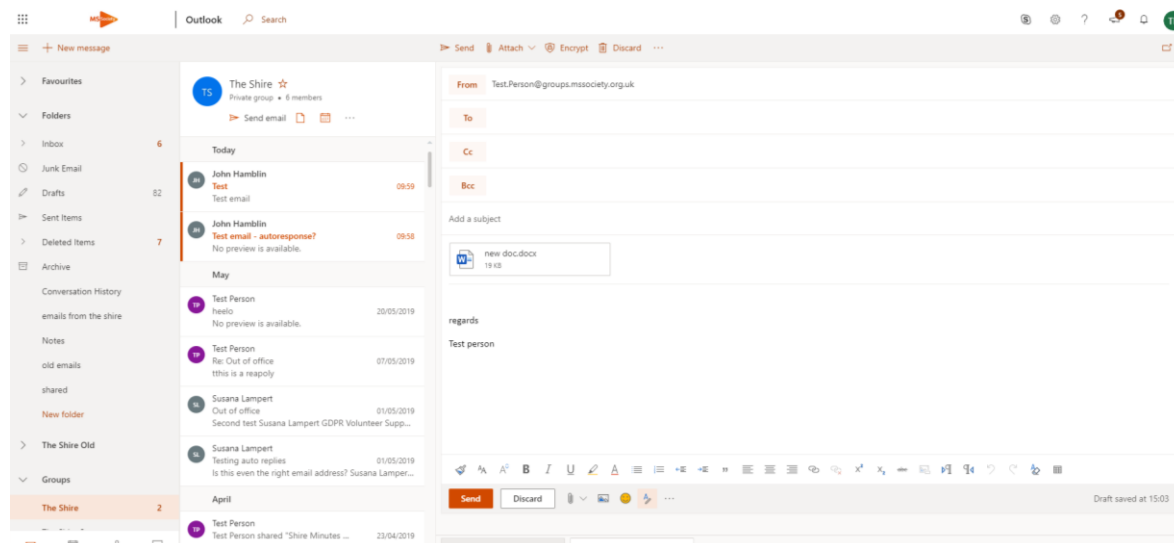 MS Society
Outlook
Search
New message
Send
Attach
Encrypt
Discard
Favourites
Folders
Inbox 6
Junk Email
Drafts 82
Sent Items
Deleted Items 7
Archive
Conversation History
emails from the shire
Notes
old emails
shared
New folder
The Shire Old
Groups
The Shire 2
TS
The Shire
Private group • 6 members
Send email
Today
JH
John Hamblin
Test 09:59
Test email
JH
John Hamblin
Test email - autoresponse? 09:58
No preview is available.
May
TP
Test Person
heelo 20/05/2019
No preview is available.
TP
Test Person
Re: Out of office 07/05/2019
tthis is a reapoly
SL
Susana Lampert
Out of office 01/05/2019
Second test Susana Lampert GDPR Volunteer Supp...
SL
Susana Lampert
Testing auto replies 01/05/2019
Is this even the right email address? Susana Lamper...
April
TP
Test Person
Test Person shared "Shire Minutes ... 23/04/2019
From Test.Person@groups.mssociety.org.uk
To
Cc
Bcc
Add a subject
new doc.docx
19 KB
regards
Test person
Send
Discard
Draft saved at 15:03